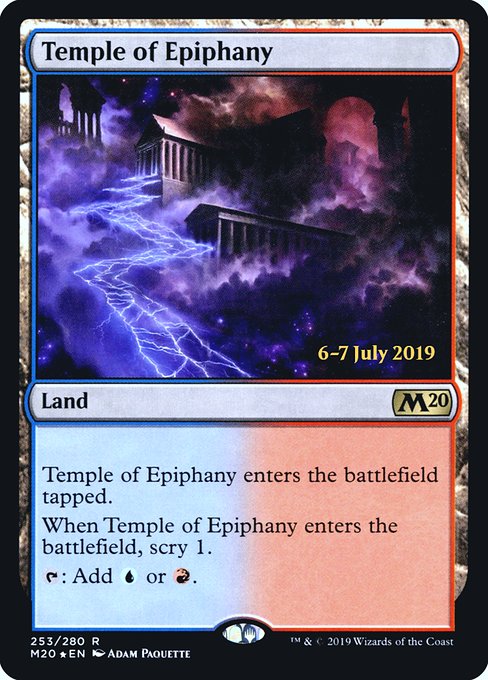 Temple of Epiphany
6–7 July 2019
Land
M20
Temple of Epiphany enters the battlefield
tapped.
When Temple of Epiphany enters the
battlefield, scry 1.
: Add or .
253/280 R
M20 ★ EN Adam Paquette
™ & © 2019 Wizards of the Coast